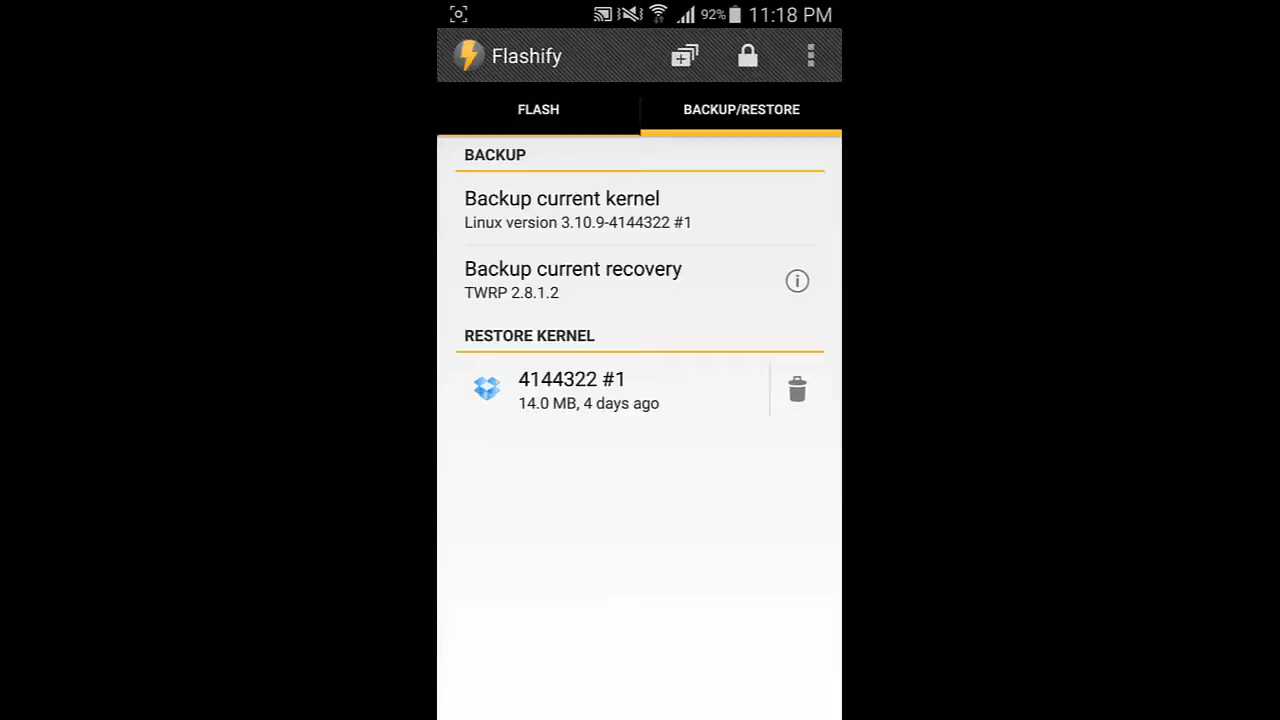 92% 11:18 PM
Flashify
FLASH BACKUP/RESTORE
BACKUP
Backup current kernel
Linux version 3.10.9-4144322 #1
Backup current recovery
TWRP 2.8.1.2
RESTORE KERNEL
4144322 #1
14.0 MB, 4 days ago